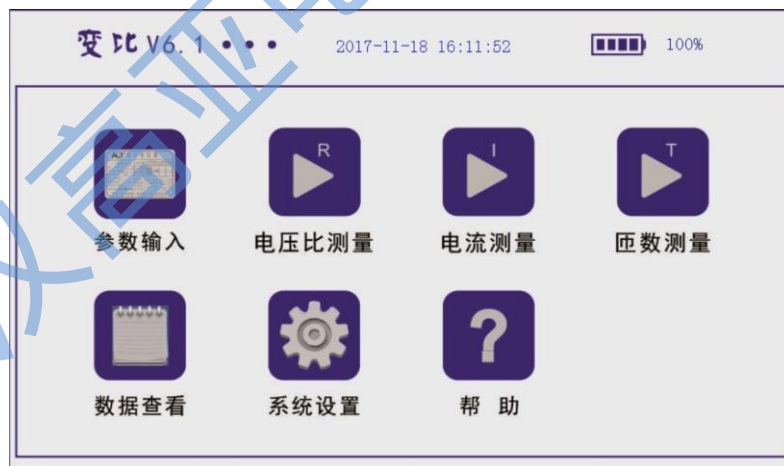 变比 V6.1 ••• 2017-11-18 16:11:52 100%
R I T
参数输入 电压比测量 电流测量 匝数测量
?
数据查看 系统设置 帮 助